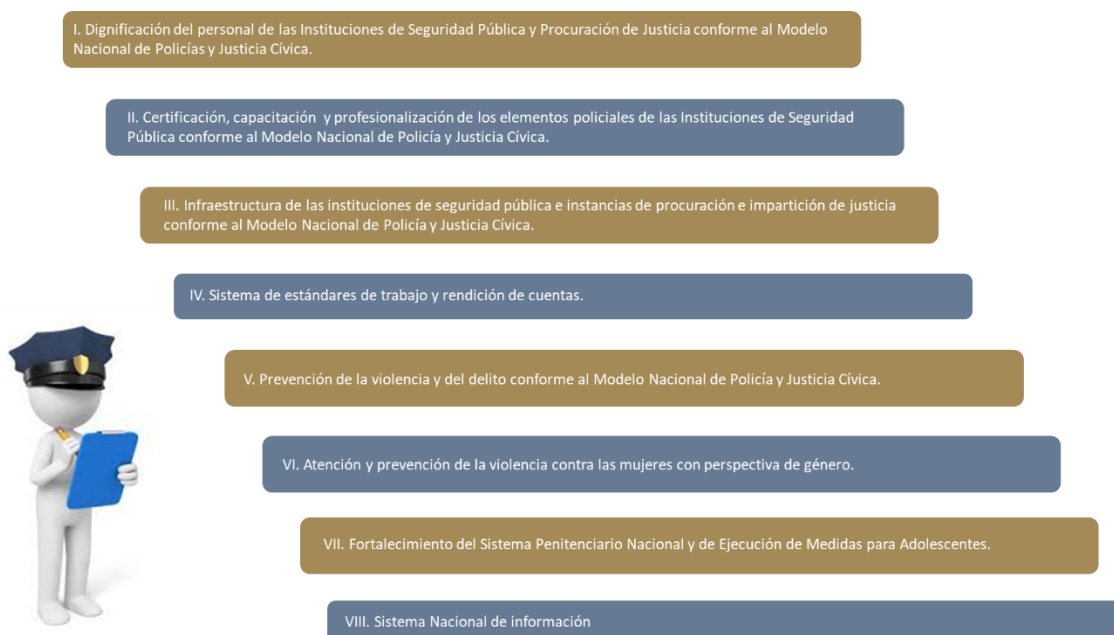 I. Dignificación del personal de las Instituciones de Seguridad Pública y Procuración de Justicia conforme al Modelo
Nacional de Policías y Justicia Cívica.
II. Certificación, capacitación y profesionalización de los elementos policiales de las Instituciones de Seguridad
Pública conforme al Modelo Nacional de Policía y Justicia Cívica.
III. Infraestructura de las instituciones de seguridad pública e instancias de procuración e impartición de justicia
conforme al Modelo Nacional de Policía y Justicia Cívica.
IV. Sistema de estándares de trabajo y rendición de cuentas.
V. Prevención de la violencia y del delito conforme al Modelo Nacional de Policía y Justicia Cívica.
VI. Atención y prevención de la violencia contra las mujeres con perspectiva de género.
VII. Fortalecimiento del Sistema Penitenciario Nacional y de Ejecución de Medidas para Adolescentes.
VIII. Sistema Nacional de información